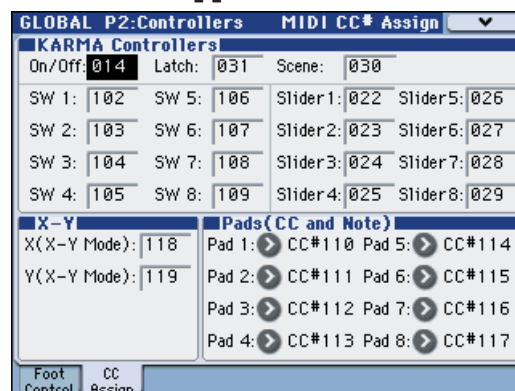 GLOBAL P2:Controllers MIDI CC# Assign
KARMA Controllers
On/Off: 014 Latch: 031 Scene: 030
SW 1: 102 SW 5: 106 Slider1: 022 Slider5: 026
SW 2: 103 SW 6: 107 Slider2: 023 Slider6: 027
SW 3: 104 SW 7: 108 Slider3: 024 Slider7: 028
SW 4: 105 SW 8: 109 Slider4: 025 Slider8: 029
X-Y Pads(CC and Note)
X(X-Y Mode): 118 Pad 1: CC#110 Pad 5: CC#114
Y(X-Y Mode): 119 Pad 2: CC#111 Pad 6: CC#115
Pad 3: CC#112 Pad 7: CC#116
Pad 4: CC#113 Pad 8: CC#117
Foot CC
Control Assign